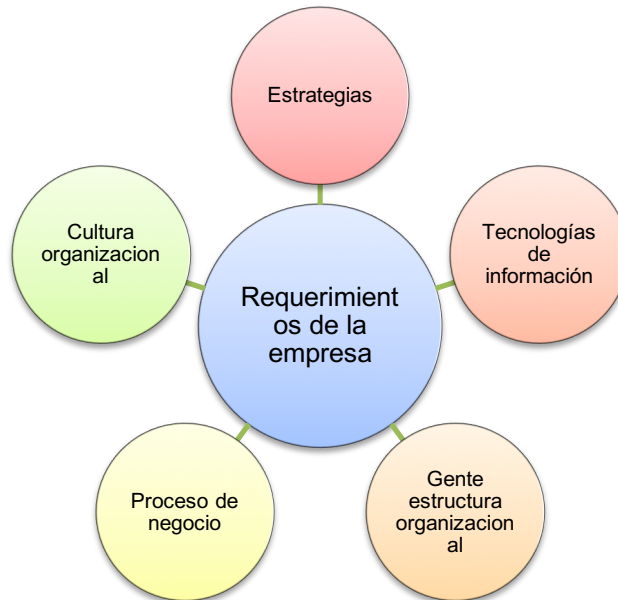 Estrategias
Tecnologías
de
información
Gente
estructura
organizacion
al
Proceso de
negocio
Cultura
organizacion
al
Requerimient
os de la
empresa